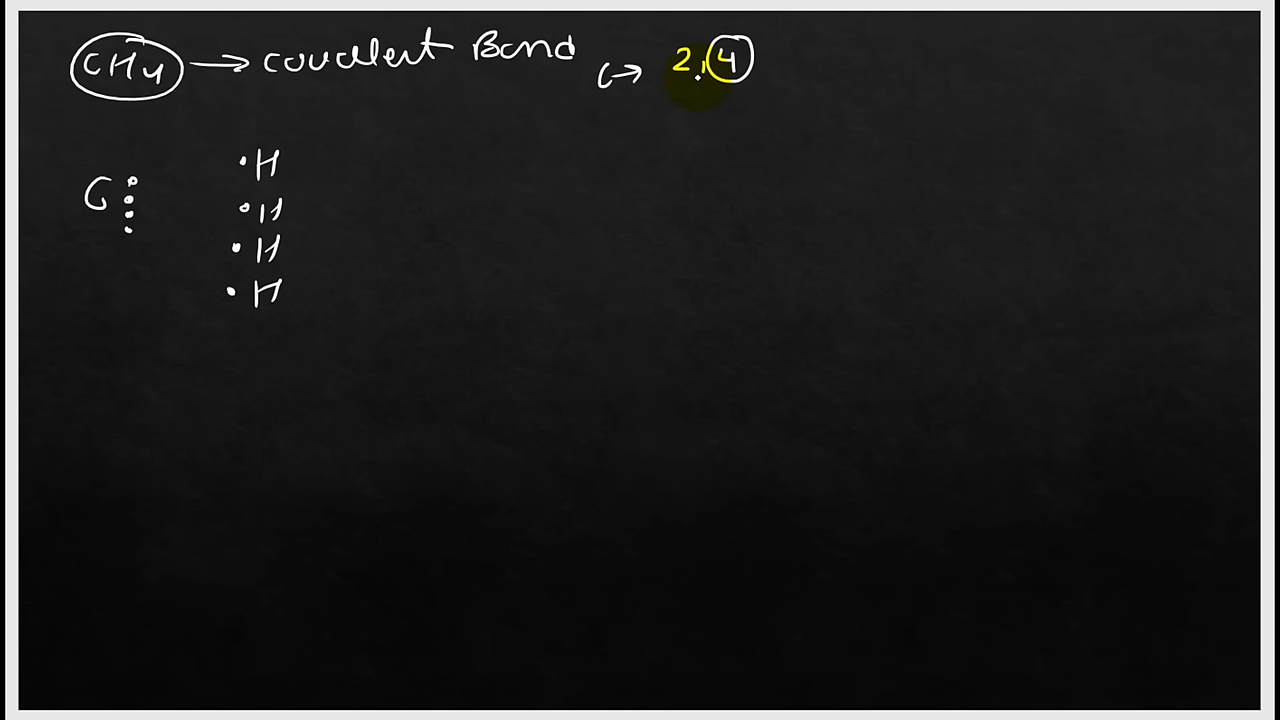 CH4 → covalent Bond C → 2,4
C ·H
·H
·H
·H